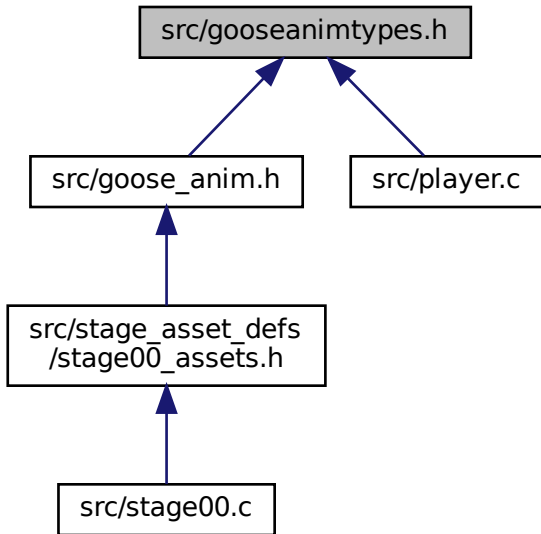 src/gooseanimtypes.h
src/goose_anim.h
src/player.c
src/stage_asset_defs
/stage00_assets.h
src/stage00.c